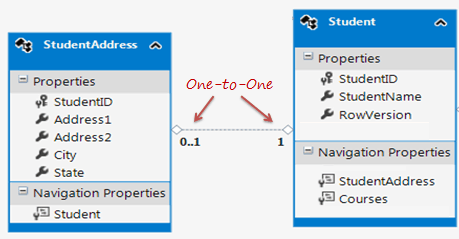 StudentAddress
Properties
StudentID
Address1
Address2
City
State
Navigation Properties
Student
One-to-One
0..1
1
Student
Properties
StudentID
StudentName
RowVersion
Navigation Properties
StudentAddress
Courses